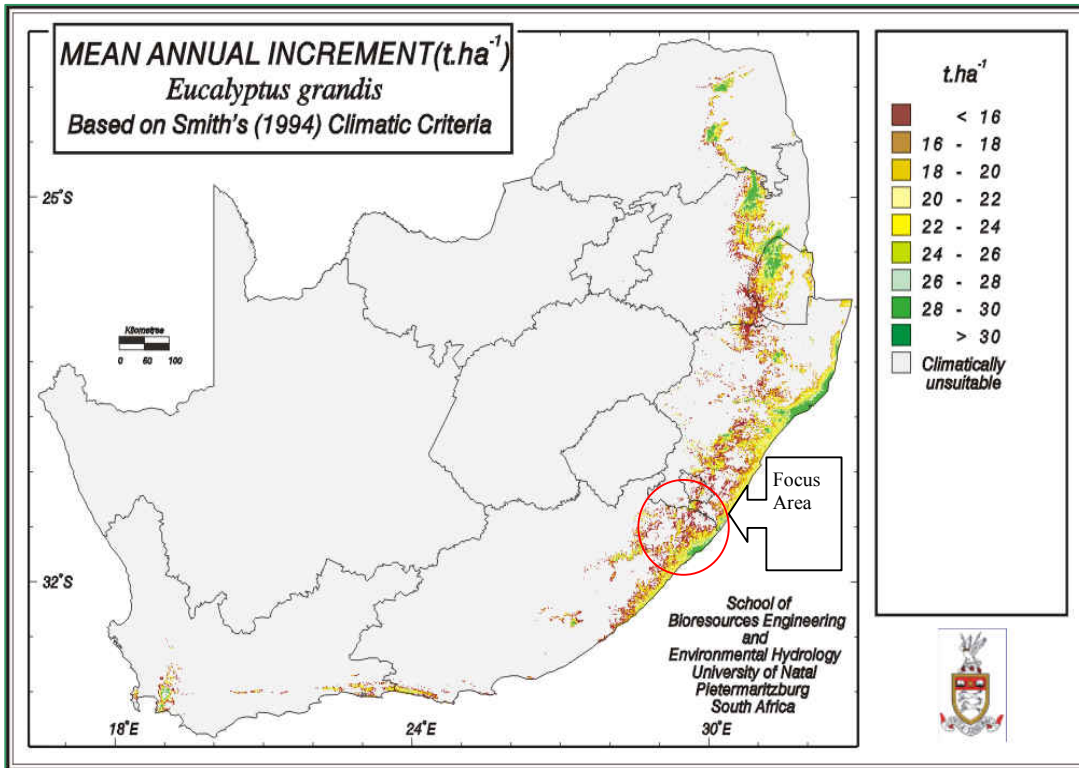 MEAN ANNUAL INCREMENT(t.ha⁻¹)
Eucalyptus grandis
Based on Smith's (1994) Climatic Criteria
t.ha⁻¹
< 16
16 - 18
18 - 20
20 - 22
22 - 24
24 - 26
26 - 28
28 - 30
> 30
Climatically
unsuitable
25°S
32°S
Kilometres
0 50 100
Focus
Area
School of
Bioresources Engineering
and
Environmental Hydrology
University of Natal
Pietermaritzburg
South Africa
18°E
24°E
30°E